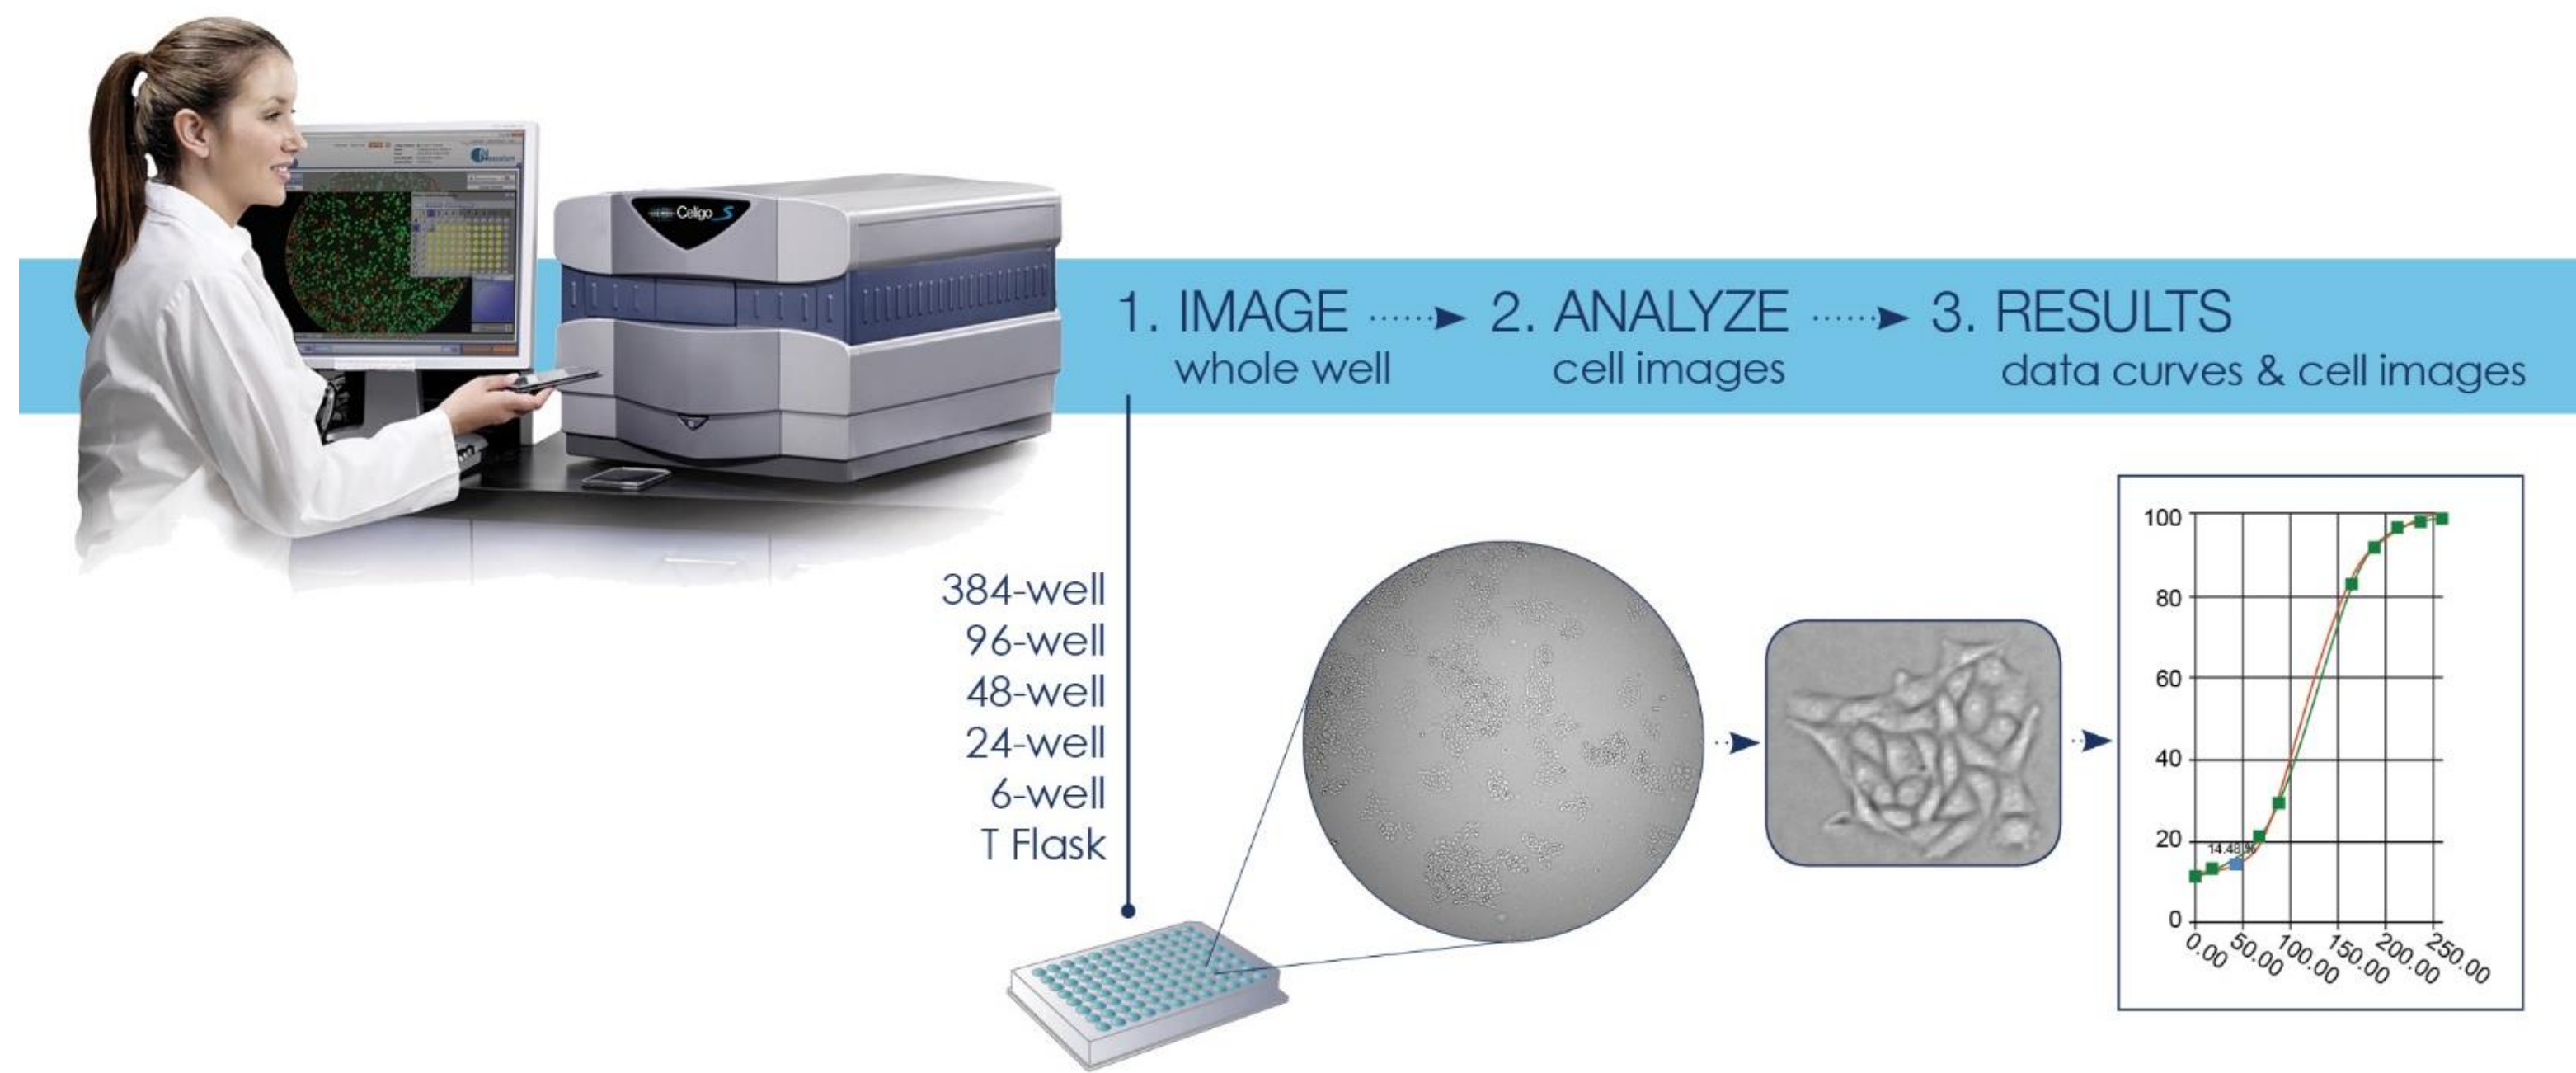 Celigo S
1. IMAGE
whole well
2. ANALYZE
cell images
3. RESULTS
data curves & cell images
384-well
96-well
48-well
24-well
6-well
T Flask
100
80
60
40
20
0
14.48 %
0.00
50.00
100.00
150.00
200.00
250.00